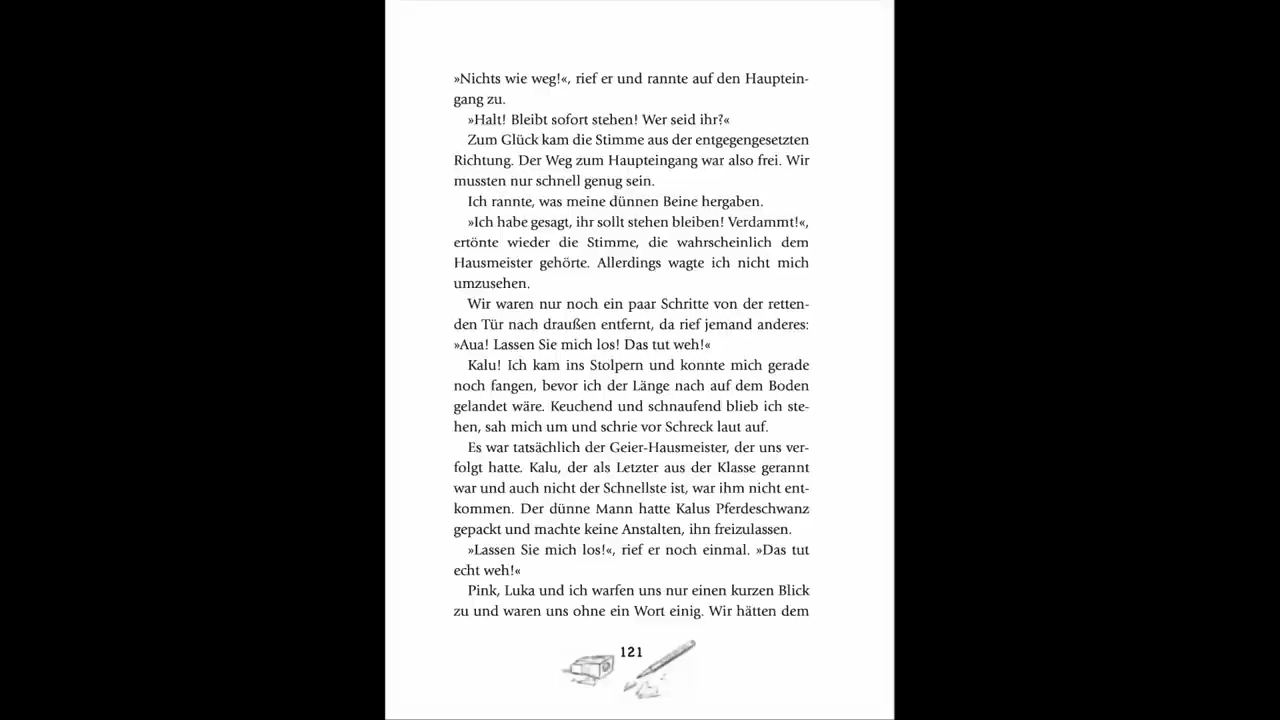 »Nichts wie weg!«, rief er und rannte auf den Hauptein-
gang zu.
»Halt! Bleibt sofort stehen! Wer seid ihr?«
Zum Glück kam die Stimme aus der entgegengesetzten
Richtung. Der Weg zum Haupteingang war also frei. Wir
mussten nur schnell genug sein.
Ich rannte, was meine dünnen Beine hergaben.
»Ich habe gesagt, ihr sollt stehen bleiben! Verdammt!«,
ertönte wieder die Stimme, die wahrscheinlich dem
Hausmeister gehörte. Allerdings wagte ich nicht mich
umzusehen.
Wir waren nur noch ein paar Schritte von der retten-
den Tür nach draußen entfernt, da rief jemand anderes:
»Aua! Lassen Sie mich los! Das tut weh!«
Kalu! Ich kam ins Stolpern und konnte mich gerade
noch fangen, bevor ich der Länge nach auf dem Boden
gelandet wäre. Keuchend und schnaufend blieb ich ste-
hen, sah mich um und schrie vor Schreck laut auf.
Es war tatsächlich der Geier-Hausmeister, der uns ver-
folgt hatte. Kalu, der als Letzter aus der Klasse gerannt
war und auch nicht der Schnellste ist, war ihm nicht ent-
kommen. Der dünne Mann hatte Kalus Pferdeschwanz
gepackt und machte keine Anstalten, ihn freizulassen.
»Lassen Sie mich los!«, rief er noch einmal. »Das tut
echt weh!«
Pink, Luka und ich warfen uns nur einen kurzen Blick
zu und waren uns ohne ein Wort einig. Wir hätten dem
121